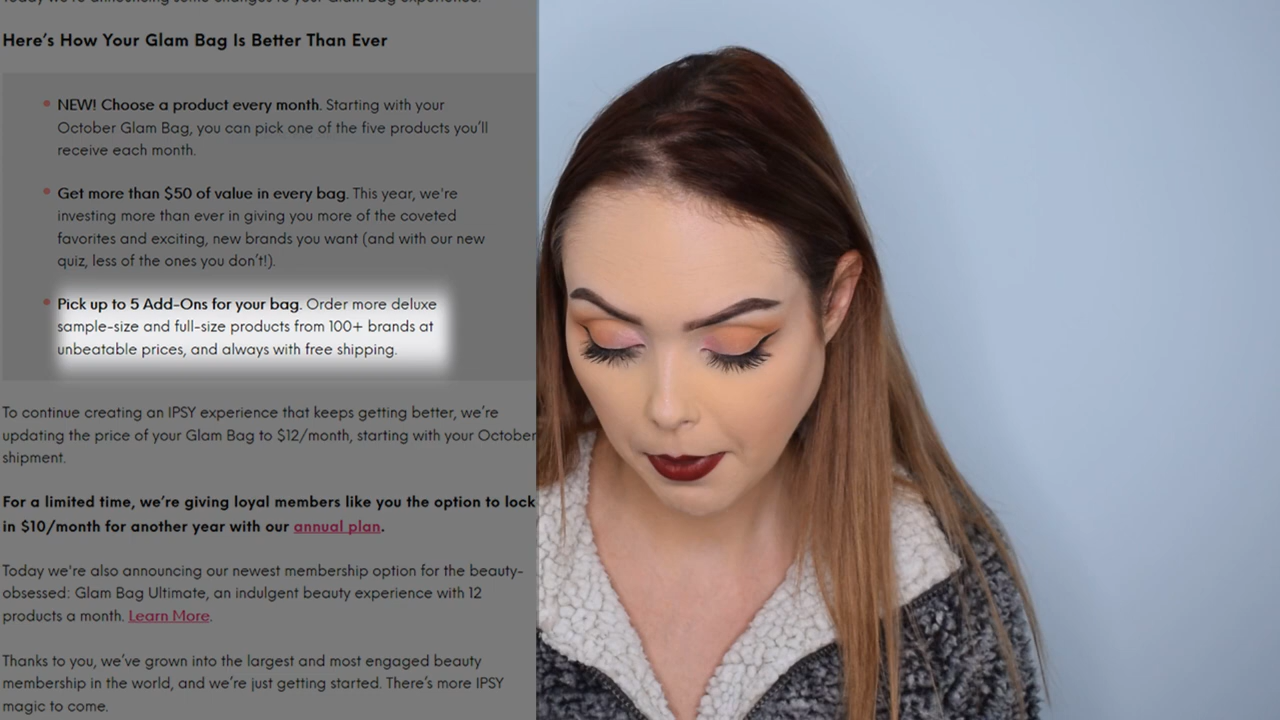 Today we're announcing some changes to your Glam Bag experience.
Here's How Your Glam Bag Is Better Than Ever
NEW! Choose a product every month. Starting with your
October Glam Bag, you can pick one of the five products you'll
receive each month.
Get more than $50 of value in every bag. This year, we're
investing more than ever in giving you more of the coveted
favorites and exciting, new brands you want (and with our new
quiz, less of the ones you don't!).
Pick up to 5 Add-Ons for your bag. Order more deluxe
sample-size and full-size products from 100+ brands at
unbeatable prices, and always with free shipping.
To continue creating an IPSY experience that keeps getting better, we're
updating the price of your Glam Bag to $12/month, starting with your October
shipment.
For a limited time, we're giving loyal members like you the option to lock
in $10/month for another year with our annual plan.
Today we're also announcing our newest membership option for the beauty-
obsessed: Glam Bag Ultimate, an indulgent beauty experience with 12
products a month. Learn More.
Thanks to you, we've grown into the largest and most engaged beauty
membership in the world, and we're just getting started. There's more IPSY
magic to come.